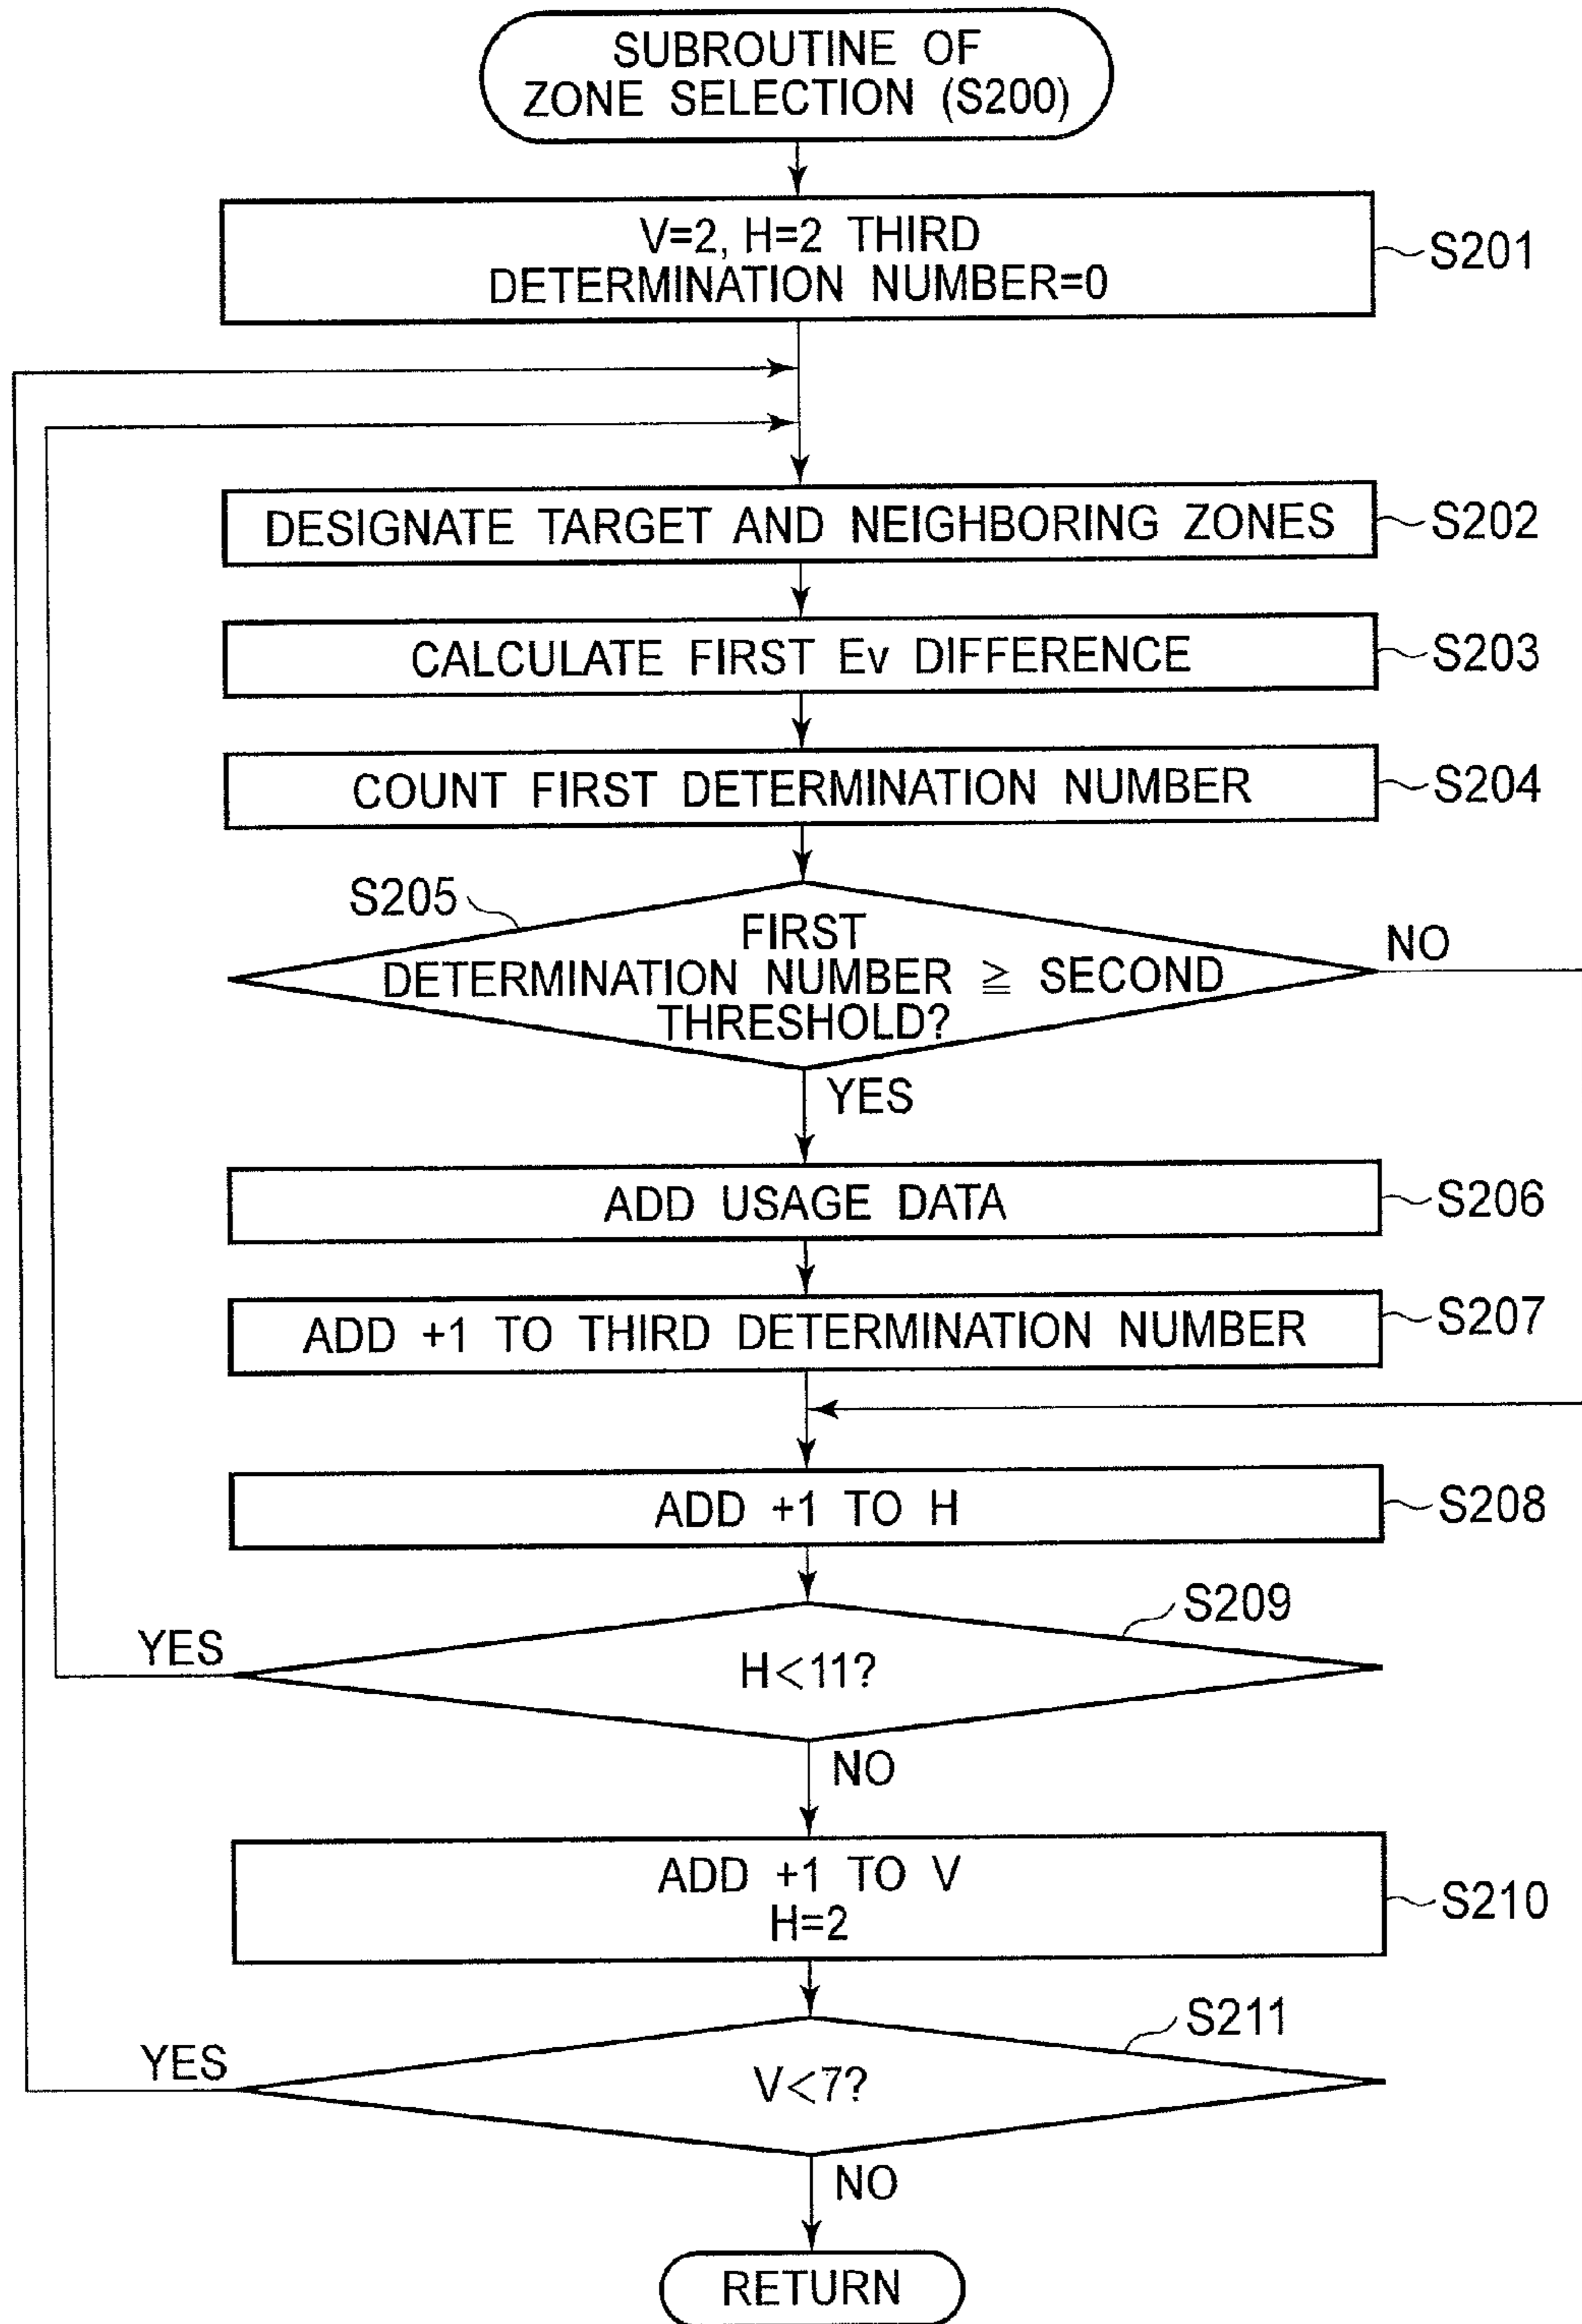 SUBROUTINE OF
ZONE SELECTION (S200)
V=2, H=2 THIRD
DETERMINATION NUMBER=0
S201
DESIGNATE TARGET AND NEIGHBORING ZONES
S202
CALCULATE FIRST Ev DIFFERENCE
S203
COUNT FIRST DETERMINATION NUMBER
S204
S205
FIRST
DETERMINATION NUMBER ≧ SECOND
THRESHOLD?
NO
YES
ADD USAGE DATA
S206
ADD +1 TO THIRD DETERMINATION NUMBER
S207
ADD +1 TO H
S208
S209
YES
H<11?
NO
ADD +1 TO V
H=2
S210
S211
YES
V<7?
NO
RETURN